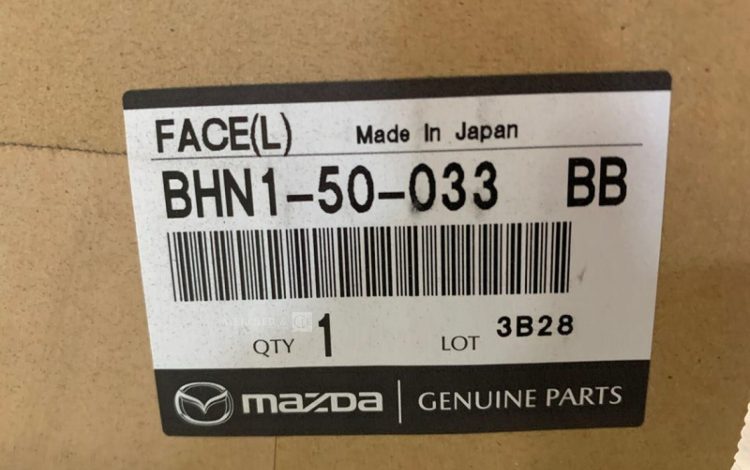 FACE(L) Made In Japan
BHN1-50-033 BB
QTY 1 LOT 3B28
mazda GENUINE PARTS